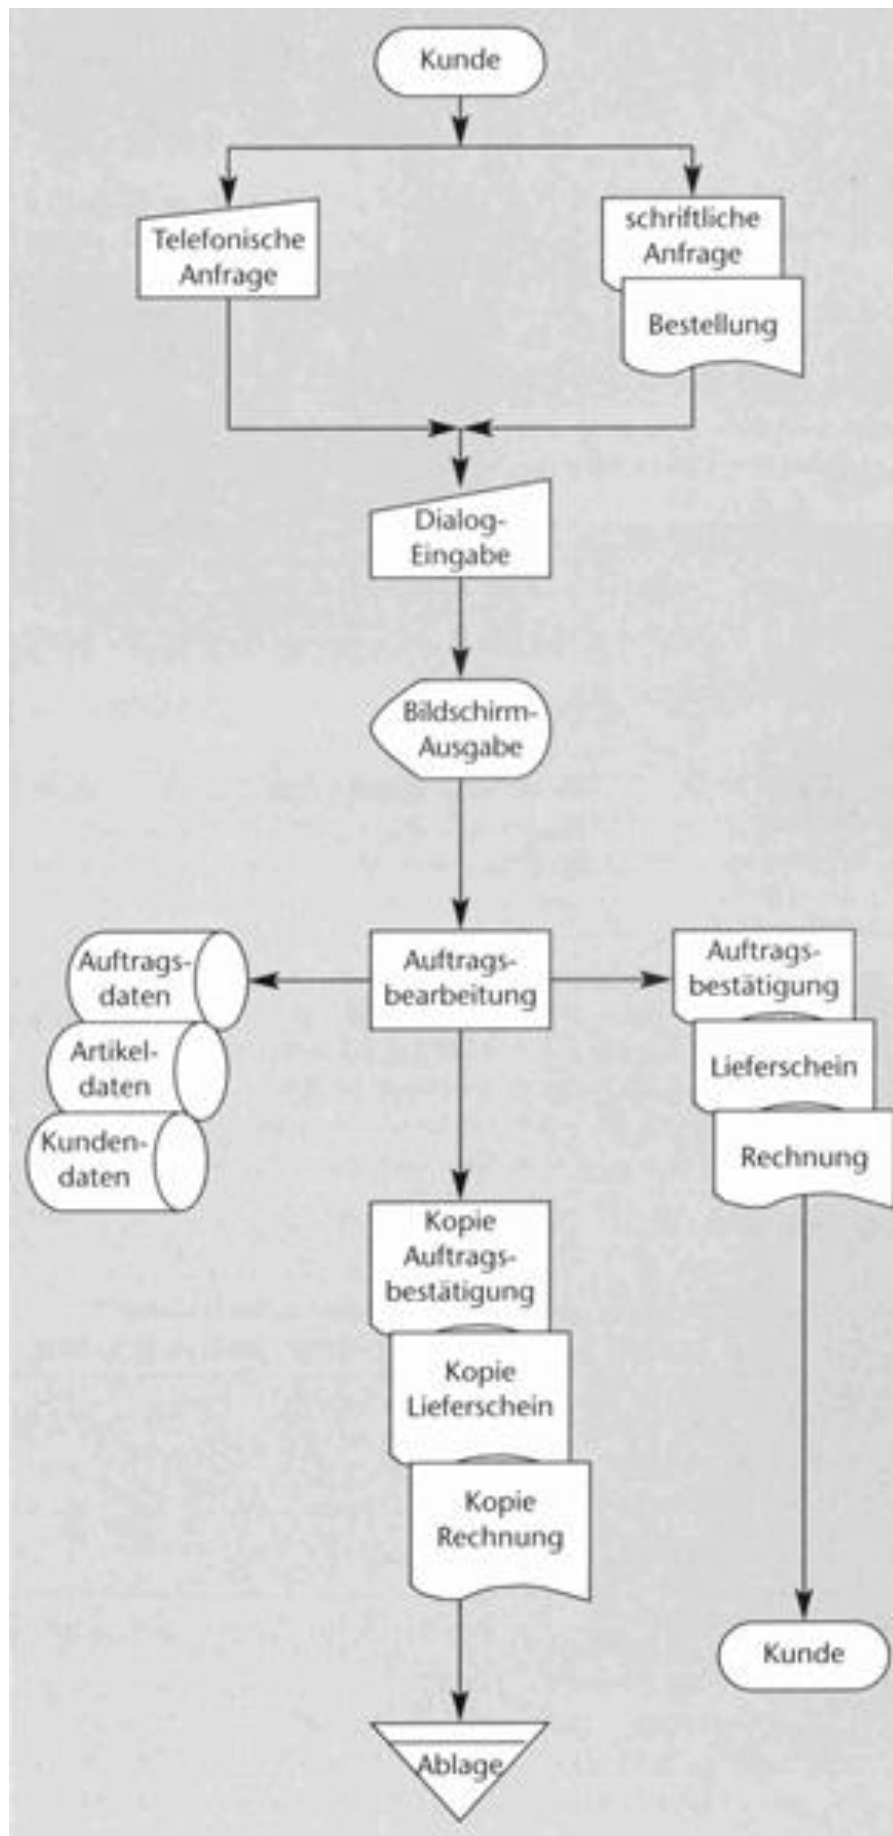 Kunde
Telefonische
Anfrage
schriftliche
Anfrage
Bestellung
Dialog-
Eingabe
Bildschirm-
Ausgabe
Auftrags-
daten
Artikel-
daten
Kunden-
daten
Auftrags-
bearbeitung
Auftrags-
bestätigung
Lieferschein
Rechnung
Kopie
Auftrags-
bestätigung
Kopie
Lieferschein
Kopie
Rechnung
Kunde
Ablage